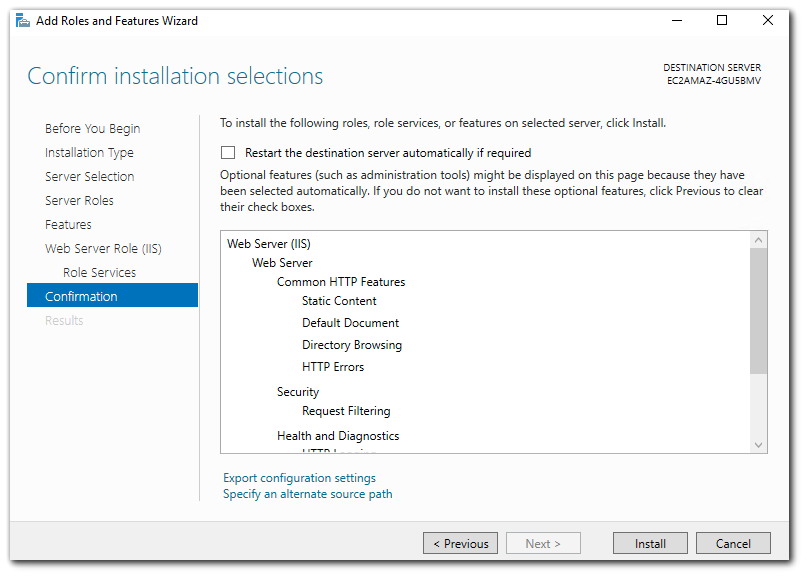 Add Roles and Features Wizard
Confirm installation selections
DESTINATION SERVER
EC2AMAZ-4GU5BMV
Before You Begin
Installation Type
Server Selection
Server Roles
Features
Web Server Role (IIS)
Role Services
Confirmation
Results
To install the following roles, role services, or features on selected server, click Install.
Restart the destination server automatically if required
Optional features (such as administration tools) might be displayed on this page because they have
been selected automatically. If you do not want to install these optional features, click Previous to clear
their check boxes.
Web Server (IIS)
Web Server
Common HTTP Features
Static Content
Default Document
Directory Browsing
HTTP Errors
Security
Request Filtering
Health and Diagnostics
Export configuration settings
Specify an alternate source path
< Previous
Next >
Install
Cancel